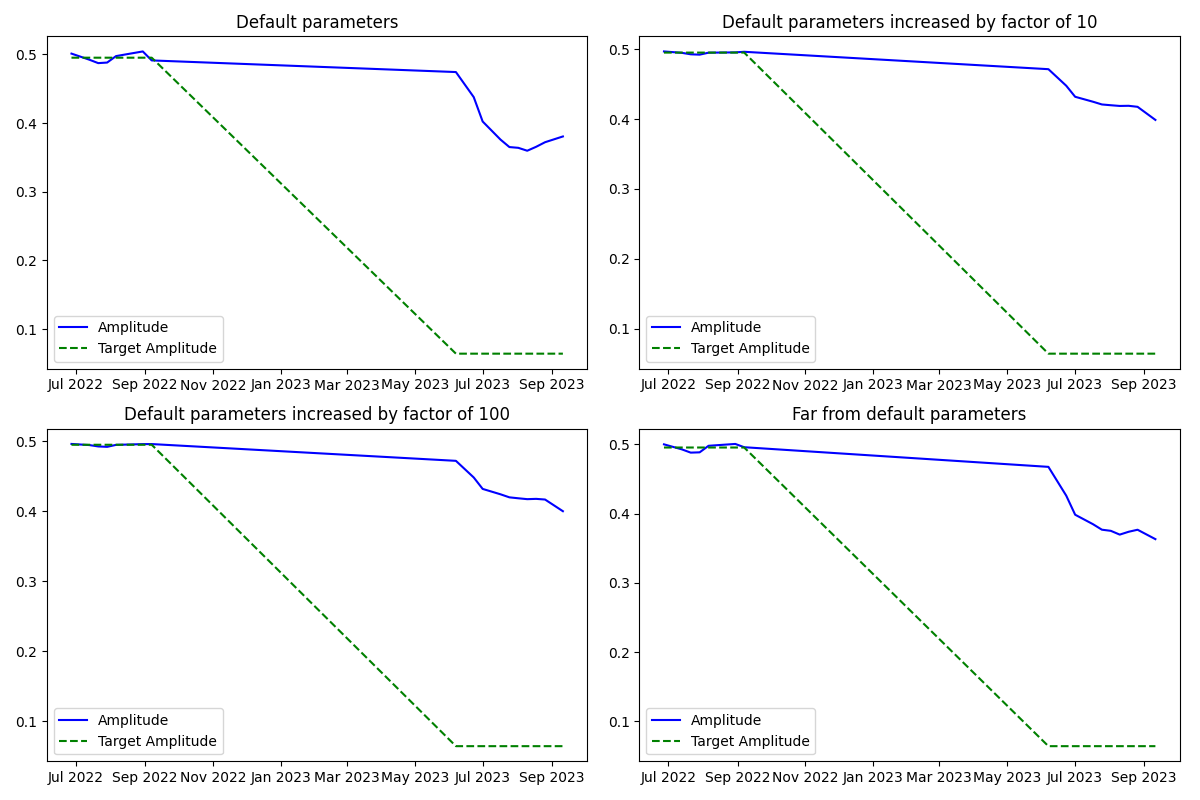 Default parameters
0.5
0.4
0.3
0.2
0.1
Amplitude
Target Amplitude
Jul 2022 Sep 2022 Nov 2022 Jan 2023 Mar 2023 May 2023 Jul 2023 Sep 2023
Default parameters increased by factor of 10
0.5
0.4
0.3
0.2
0.1
Amplitude
Target Amplitude
Jul 2022 Sep 2022 Nov 2022 Jan 2023 Mar 2023 May 2023 Jul 2023 Sep 2023
Default parameters increased by factor of 100
0.5
0.4
0.3
0.2
0.1
Amplitude
Target Amplitude
Jul 2022 Sep 2022 Nov 2022 Jan 2023 Mar 2023 May 2023 Jul 2023 Sep 2023
Far from default parameters
0.5
0.4
0.3
0.2
0.1
Amplitude
Target Amplitude
Jul 2022 Sep 2022 Nov 2022 Jan 2023 Mar 2023 May 2023 Jul 2023 Sep 2023